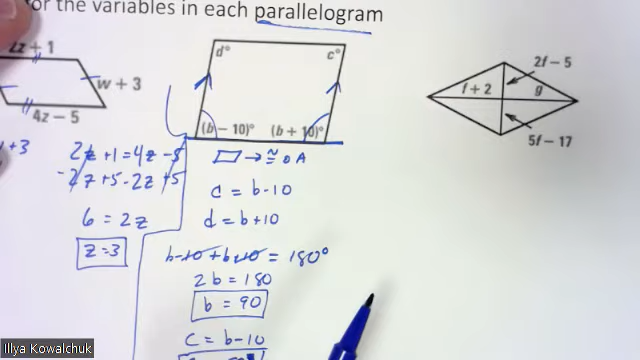 or the variables in each parallelogram
2z + 1
w + 3
4z – 5
+3
2z + 1 = 4z - 5
-2z + 5 - 2z + 5
6 = 2z
z = 3
d°
c°
(b – 10)°
(b + 10)°
▱ → ≅ o A
c = b - 10
d = b + 10
b - 10 + b + 10 = 180°
2b = 180
b = 90
c = b - 10
2f – 5
f + 2
g
5f – 17
Illya Kowalchuk